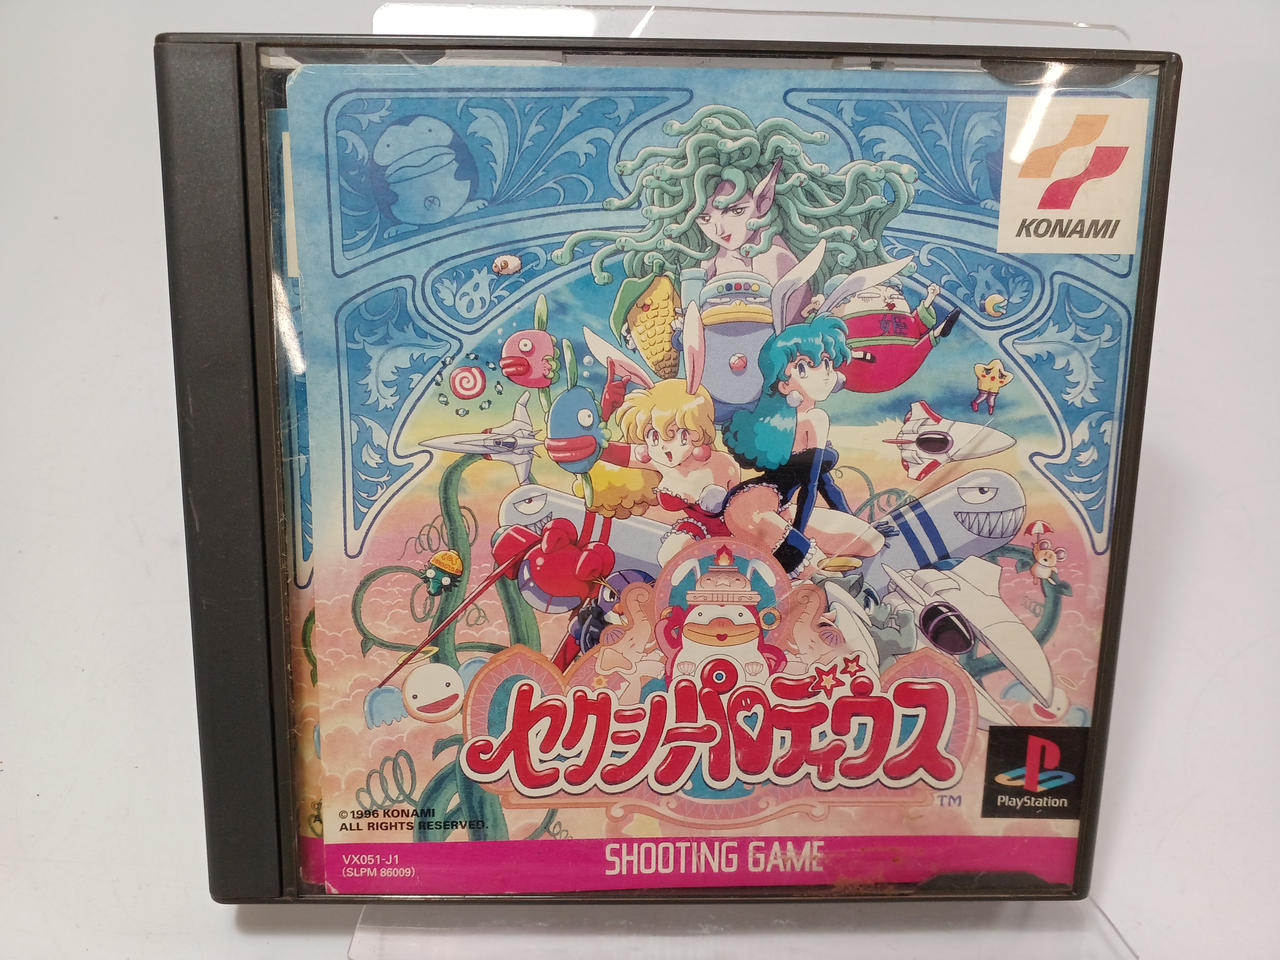 KONAMI
セクシーパロディウス
TM
PlayStation
©1996 KONAMI
ALL RIGHTS RESERVED.
VX051-J1
(SLPM 86009)
SHOOTING GAME